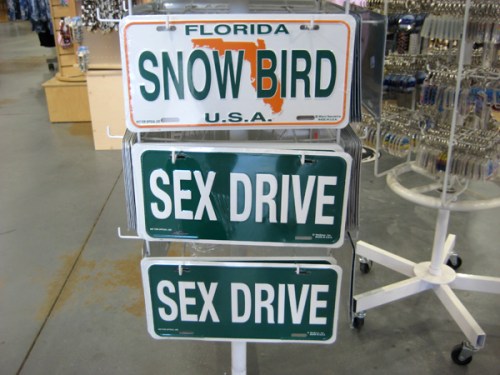 FLORIDA
SNOW BIRD
U.S.A.
SEX DRIVE
SEX DRIVE